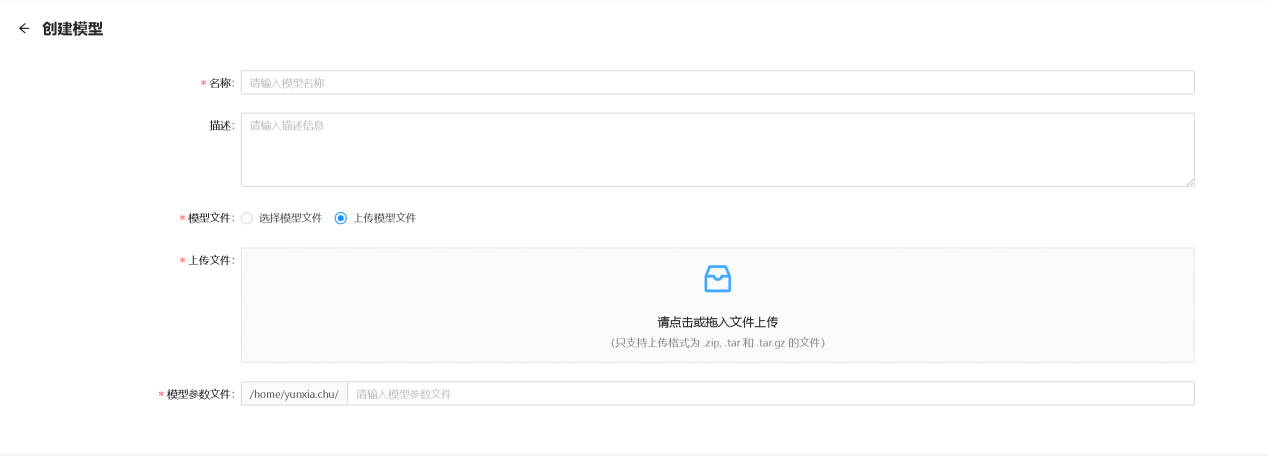 创建模型
* 名称: 请输入模型名称
描述: 请输入描述信息
* 模型文件: 选择模型文件 上传模型文件
* 上传文件:
请点击或拖入文件上传
(只支持上传格式为 .zip, .tar 和 .tar.gz 的文件)
* 模型参数文件: /home/yunxia.chu/ 请输入模型参数文件